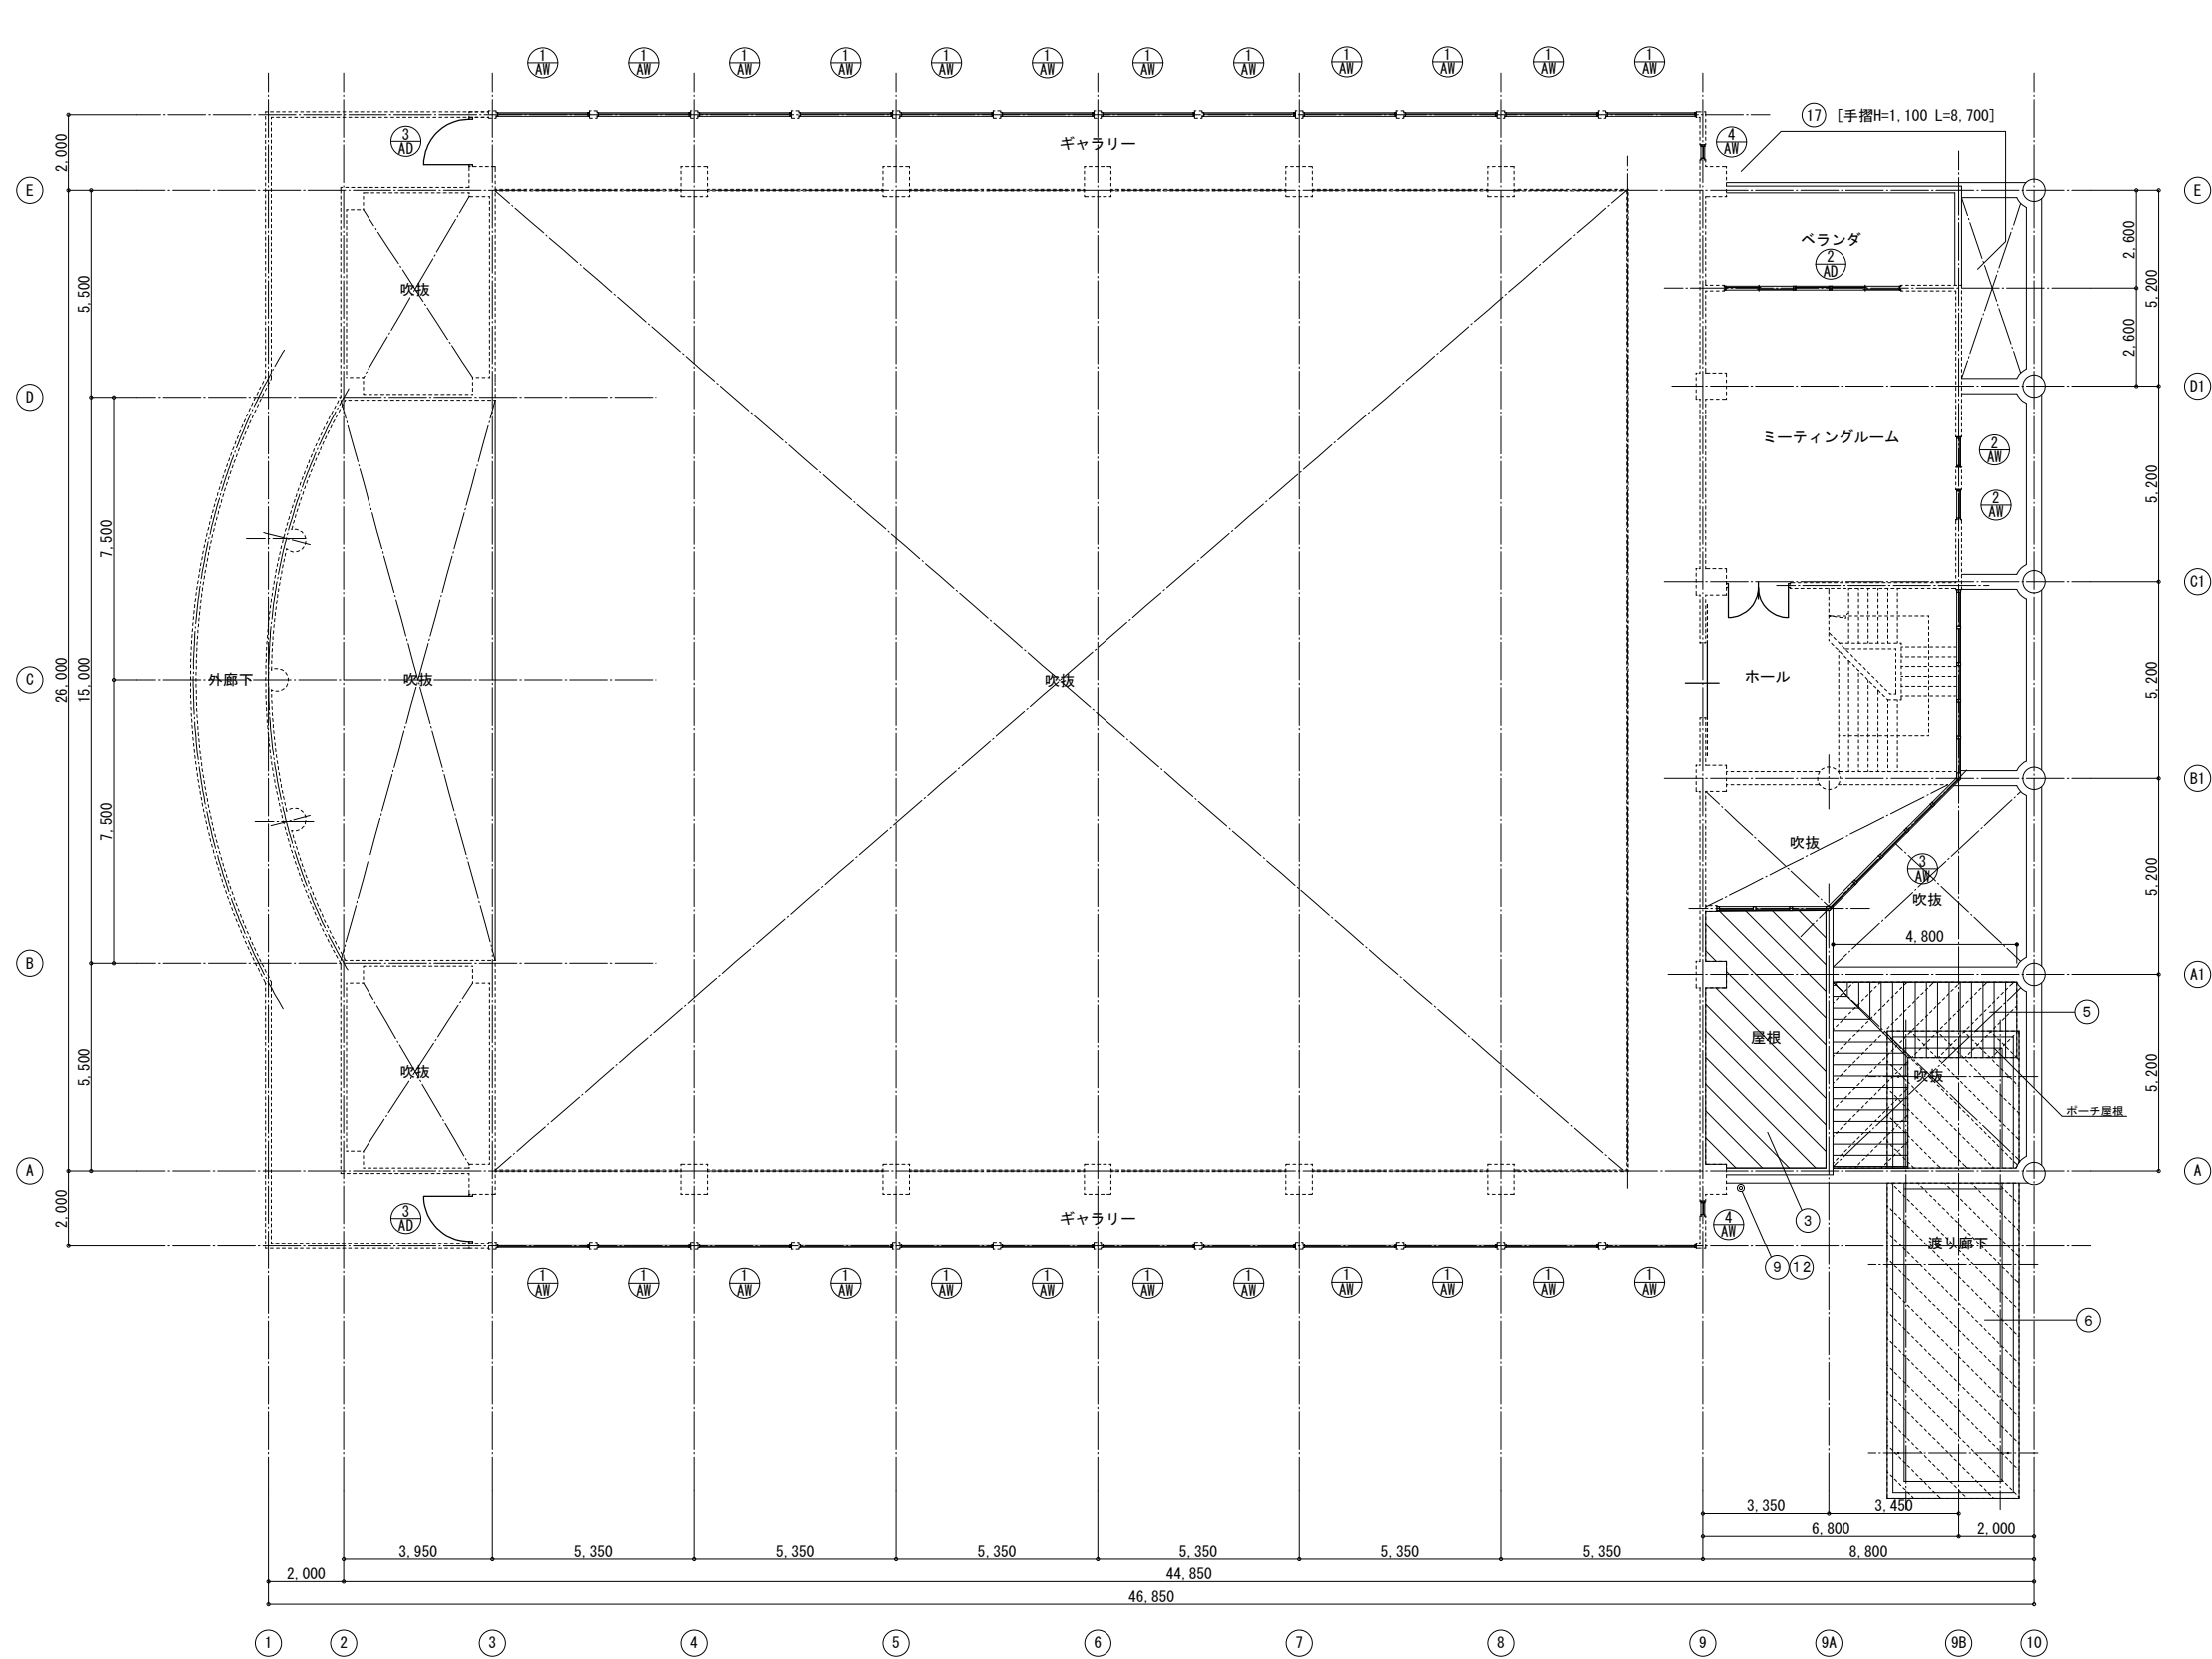 1 1 1 1 1 1 1 1 1 1 1 1
AW AW AW AW AW AW AW AW AW AW AW AW
17 [手摺H=1,100 L=8,700]
3
AD
ギャラリー
4
AW
2,000
E
E
ベランダ
2
AD
2,600
5,200
吹抜
5,500
2,600
D
D1
ミーティングルーム
2
AW
5,200
2
AW
7,500
C1
26,000
15,000
C
外廊下
吹抜
吹抜
ホール
5,200
B1
7,500
吹抜
3
AW
吹抜
5,200
4,800
B
A1
5
5,500
吹抜
屋根
吹抜
5,200
ポーチ屋根
A
A
2,000
3
AD
ギャラリー
4
AW
3
渡り廊下
9 12
1 1 1 1 1 1 1 1 1 1 1 1
AW AW AW AW AW AW AW AW AW AW AW AW
6
3,350 3,450
6,800 2,000
3,950 5,350 5,350 5,350 5,350 5,350 5,350 8,800
2,000 44,850
46,850
1 2 3 4 5 6 7 8 9 9A 9B 10